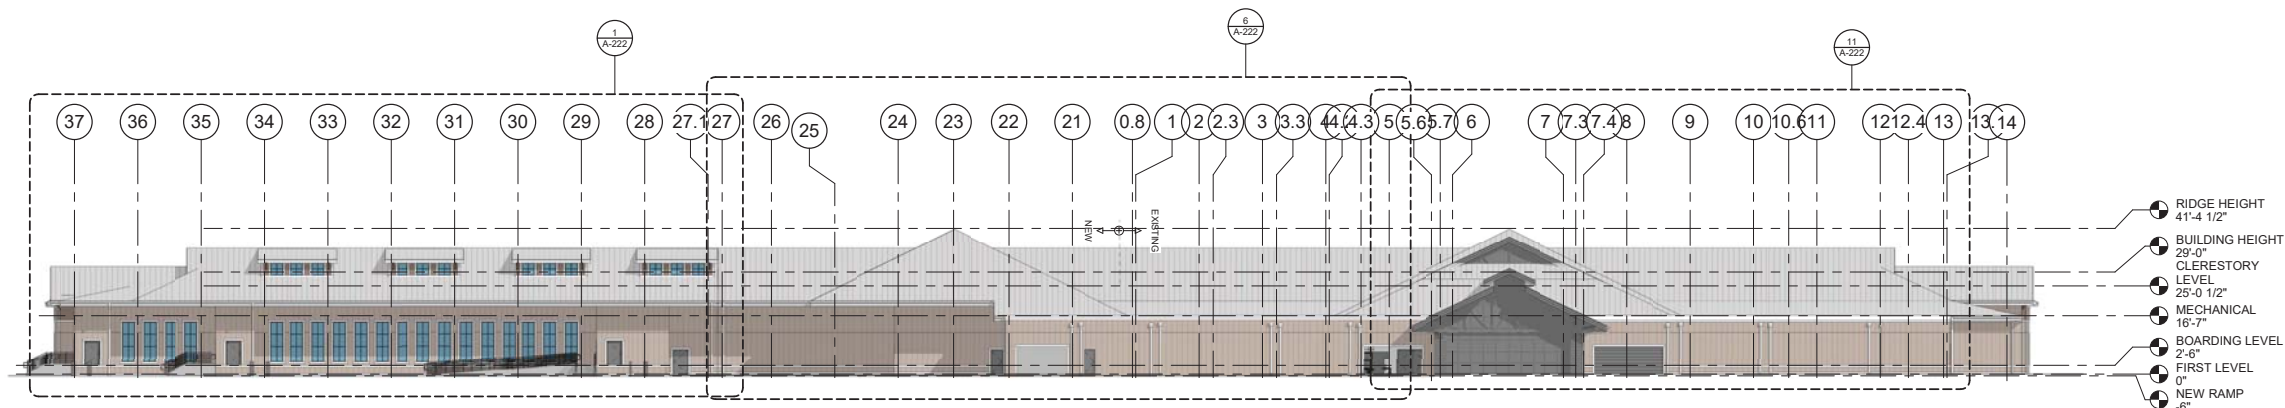 1
A-222
6
A-222
11
A-222
37 36 35 34 33 32 31 30 29 28 27.1 27 26 25 24 23 22 21 0.8 1 2 2.3 3 3.3 4 4.3 5 5.6 5.7 6 7 7.3 7.4 8 9 10 10.6 11 12 12.4 13 13. 14
NEW
EXISTING
RIDGE HEIGHT
41'-4 1/2"
BUILDING HEIGHT
29'-0"
CLERESTORY
LEVEL
25'-0 1/2"
MECHANICAL
16'-7"
BOARDING LEVEL
2'-6"
FIRST LEVEL
0"
NEW RAMP
-6"